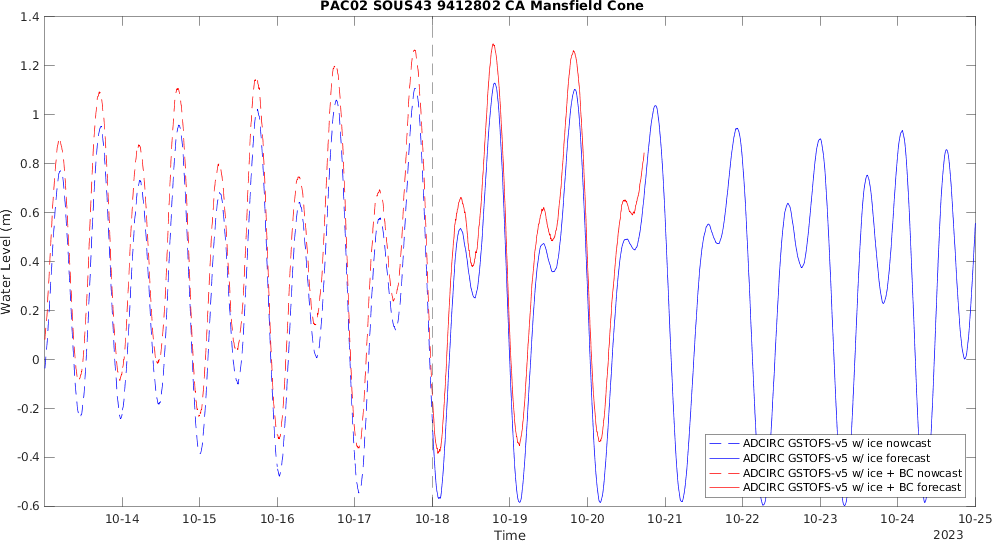 PAC02 SOUS43 9412802 CA Mansfield Cone
Water Level (m)
1.4
1.2
1
0.8
0.6
0.4
0.2
0
-0.2
-0.4
-0.6
ADCIRC GSTOFS-v5 w/ ice nowcast
ADCIRC GSTOFS-v5 w/ ice forecast
ADCIRC GSTOFS-v5 w/ ice + BC nowcast
ADCIRC GSTOFS-v5 w/ ice + BC forecast
10-14 10-15 10-16 10-17 10-18 10-19 10-20 10-21 10-22 10-23 10-24 10-25
Time
2023